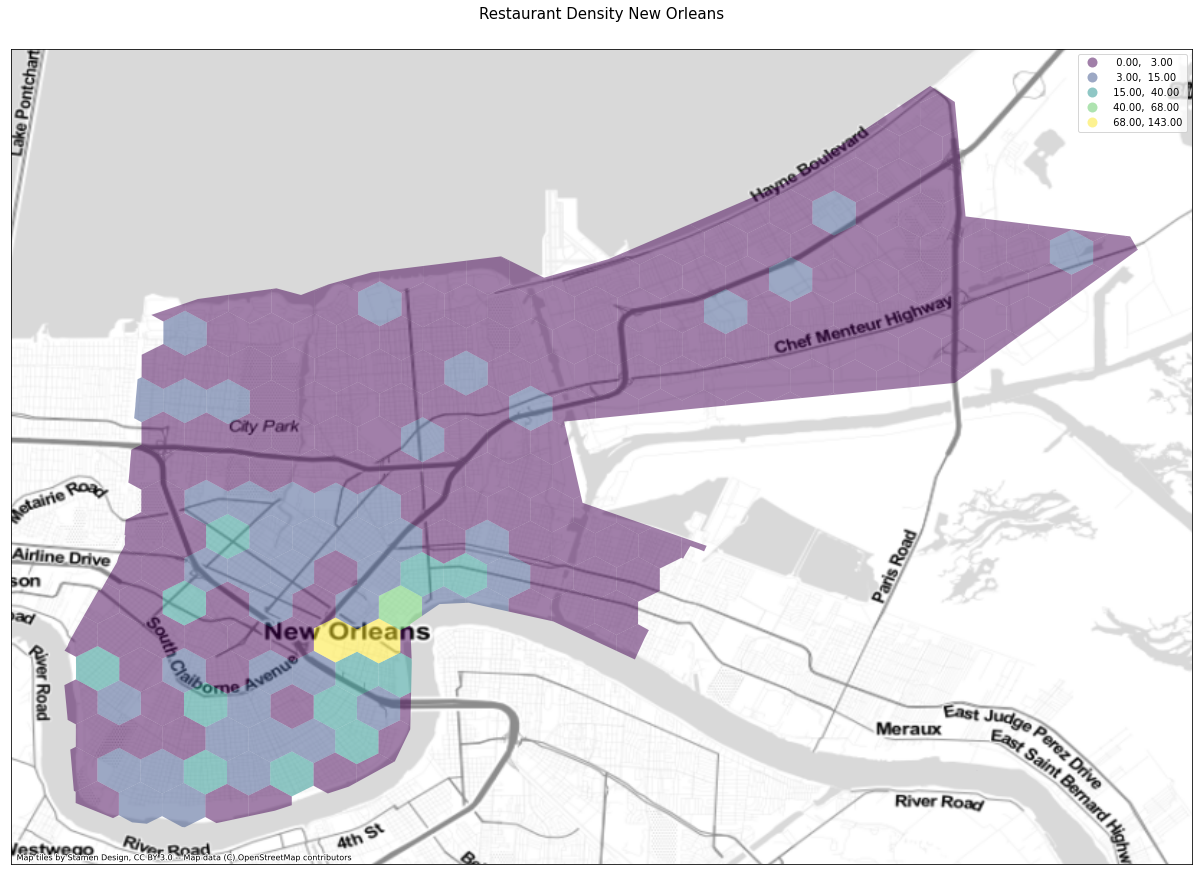 Restaurant Density New Orleans
0.00, 3.00
3.00, 15.00
15.00, 40.00
40.00, 68.00
68.00, 143.00
Lake Pontchart
Hayne Boulevard
Chef Menteur Highway
City Park
Metairie Road
Airline Drive
son
oad
River Road
South Claiborne Avenue
New Orleans
Paris Road
Meraux
East Judge Perez Drive
East Saint Bernard Highw
River Road
4th St
River Road
Westwego
Map tiles by Stamen Design, CC BY 3.0 -- Map data (C) OpenStreetMap contributors